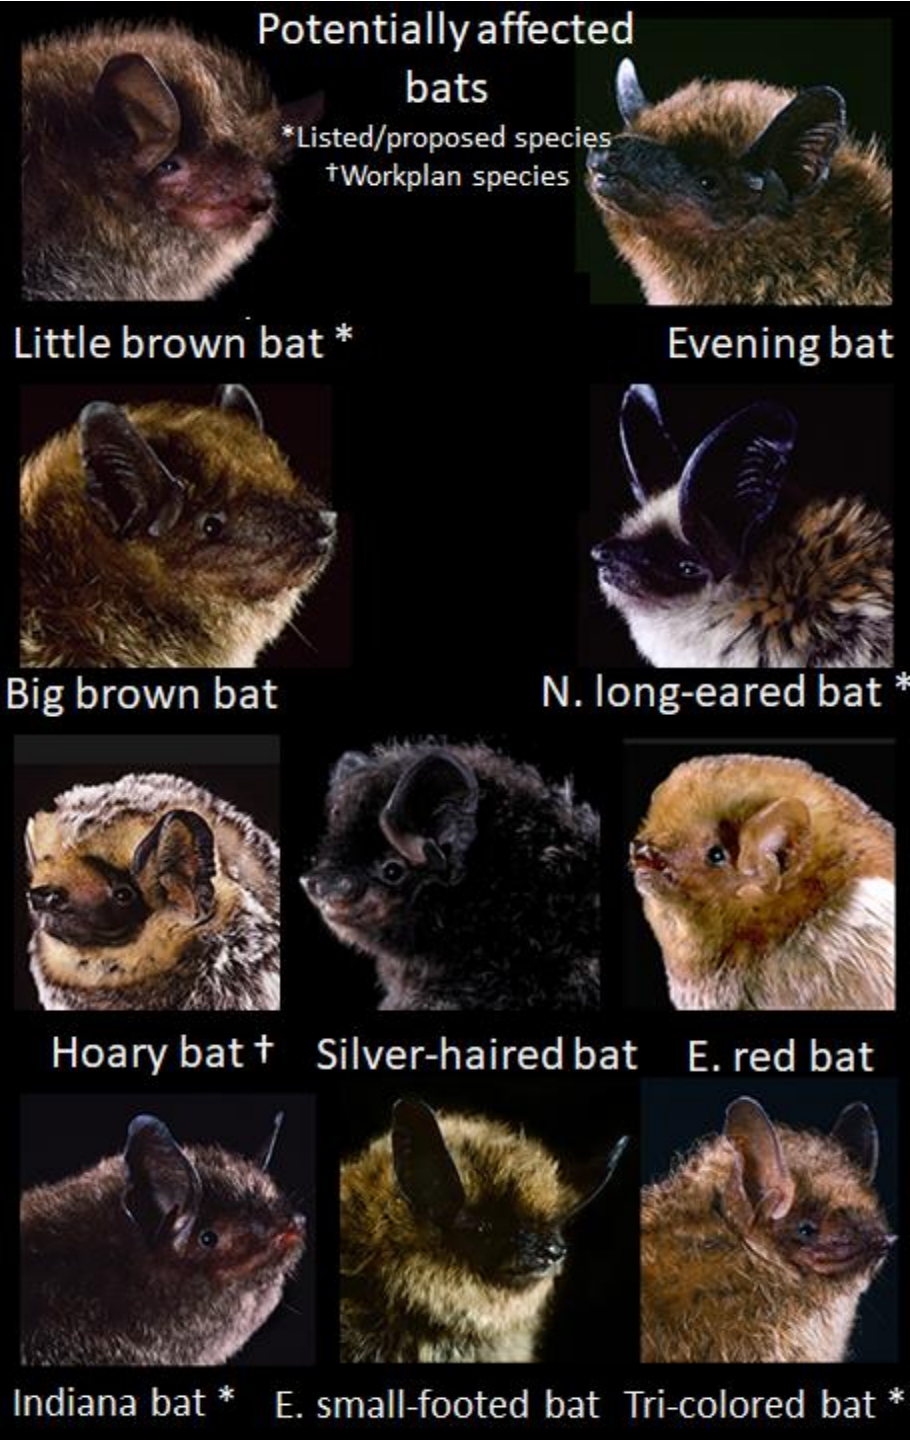 Potentially affected
bats
*Listed/proposed species
†Workplan species
Little brown bat *
Evening bat
Big brown bat
N. long-eared bat *
Hoary bat †
Silver-haired bat
E. red bat
Indiana bat *
E. small-footed bat
Tri-colored bat *